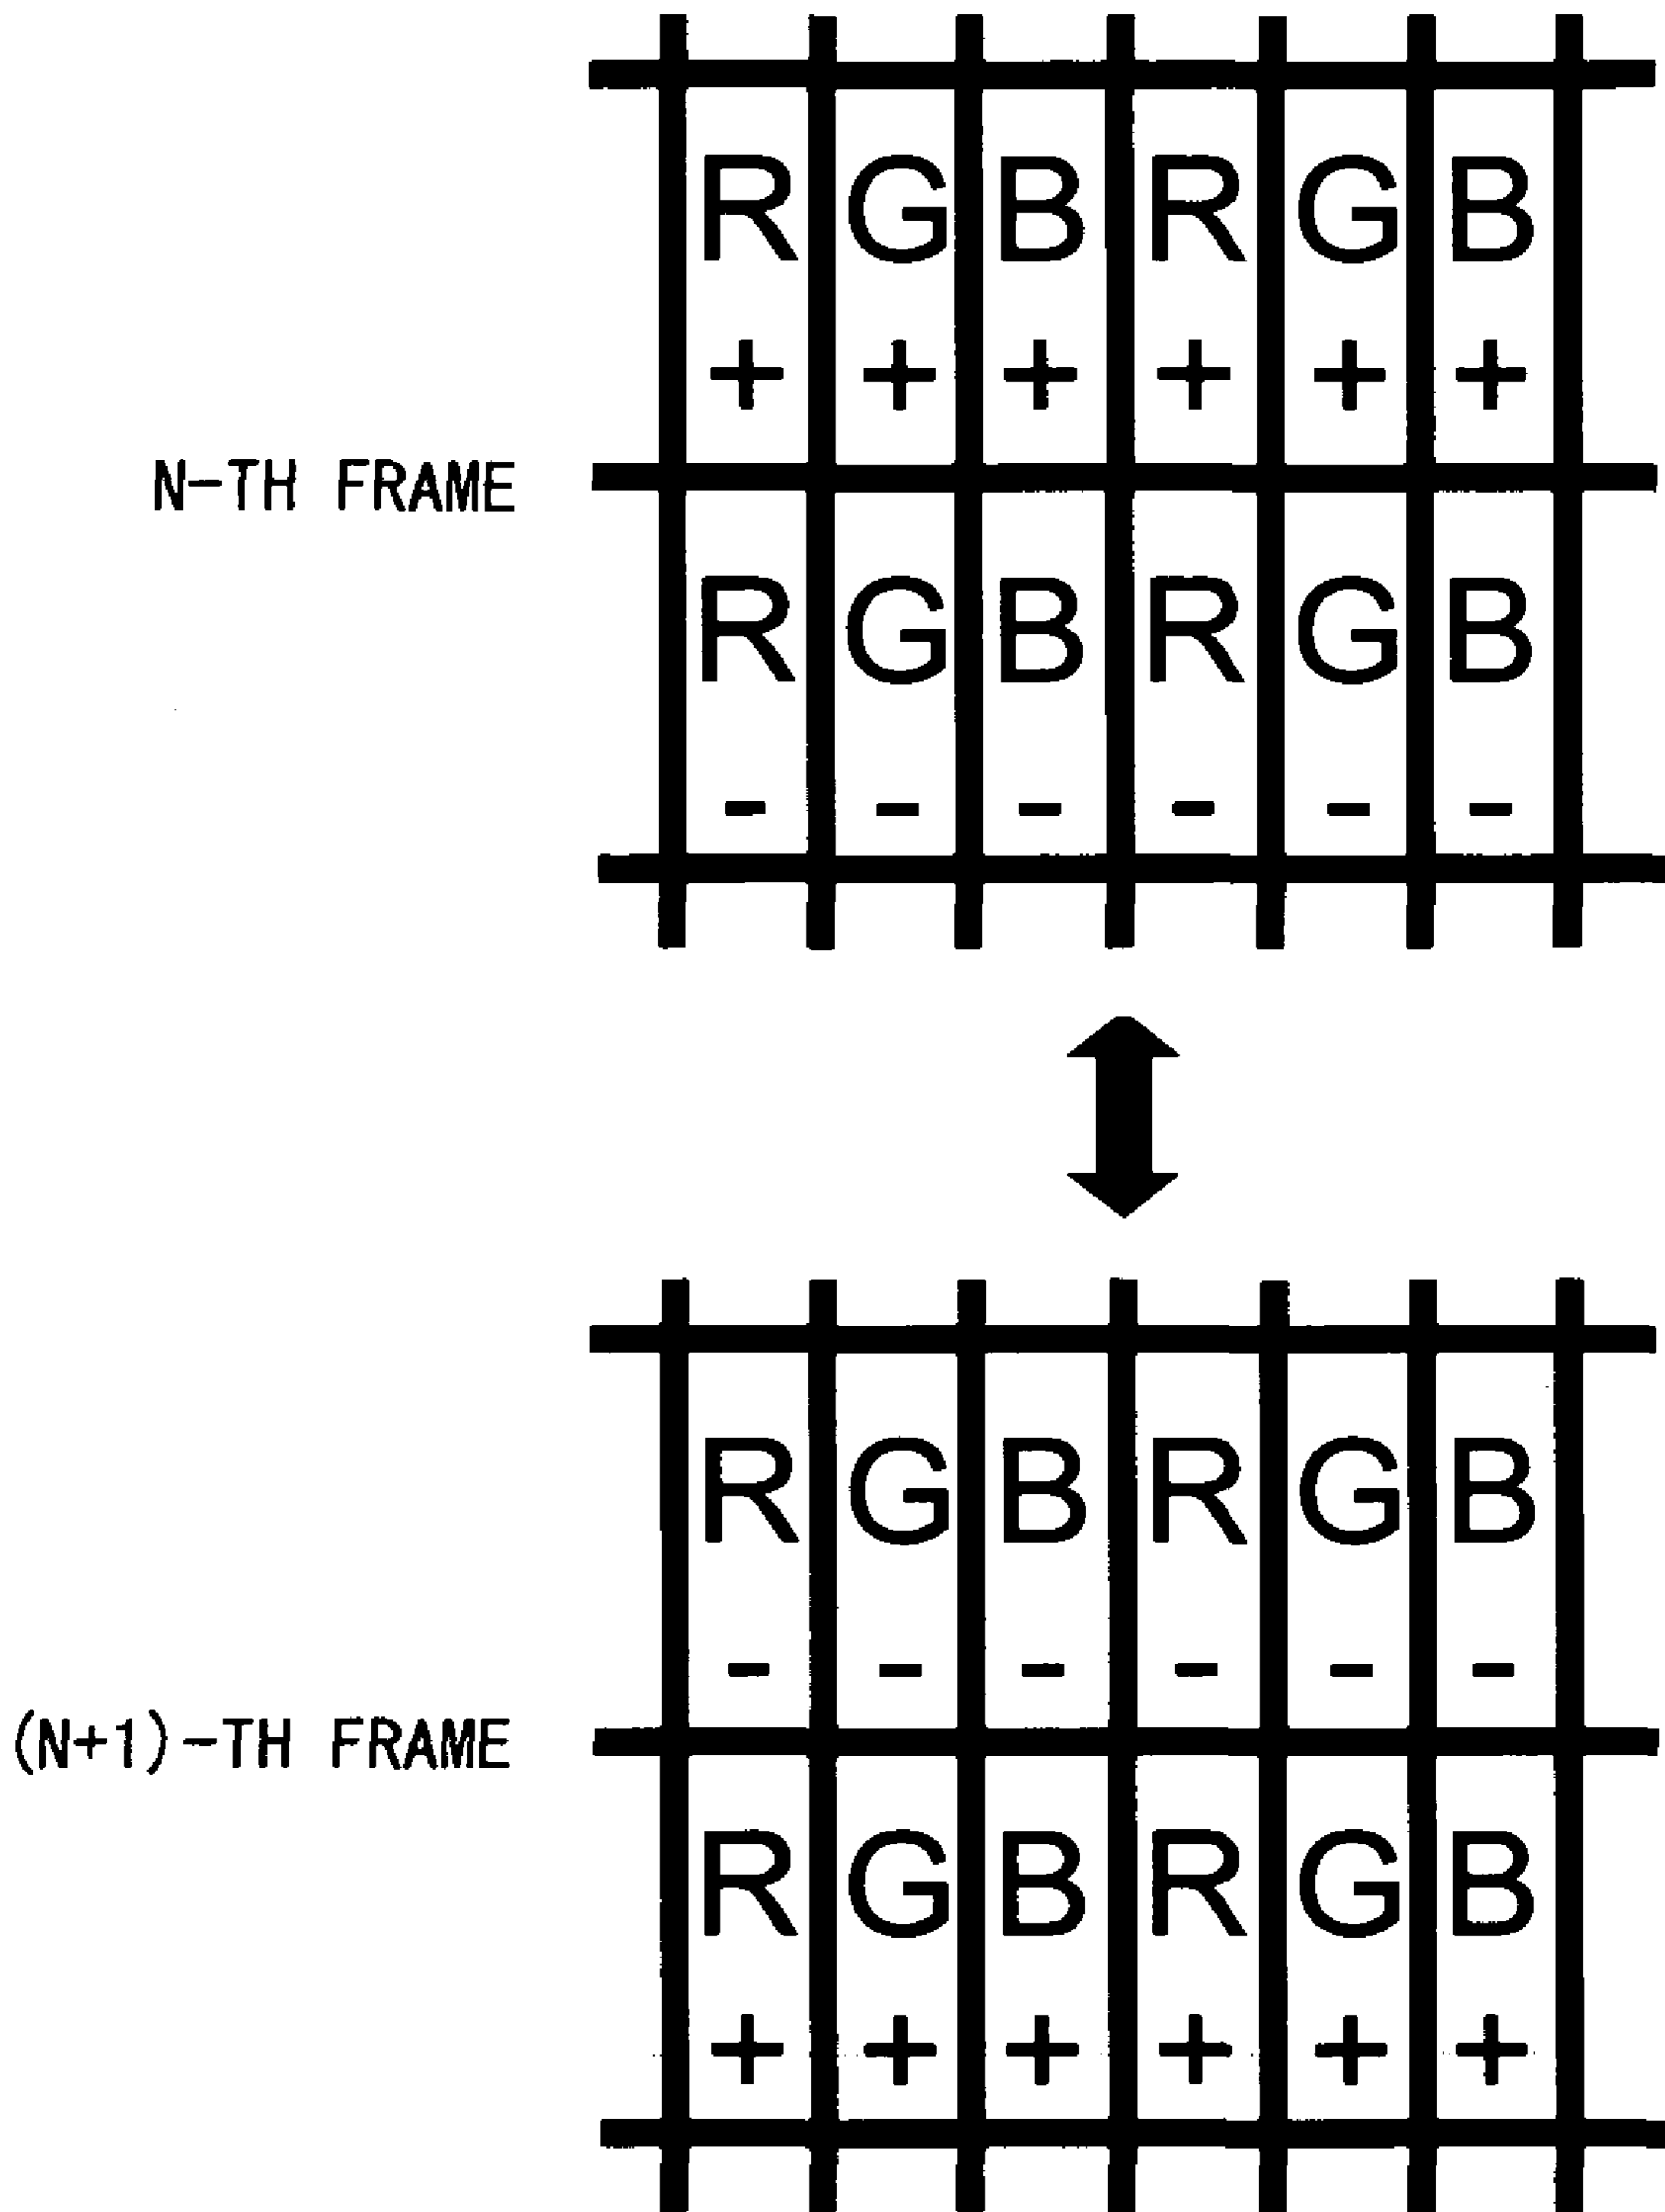 R G B R G B
+ + + + + +
N-TH FRAME
R G B R G B
- - - - - -
R G B R G B
- - - - - -
(N+1)-TH FRAME
R G B R G B
+ + + + + +